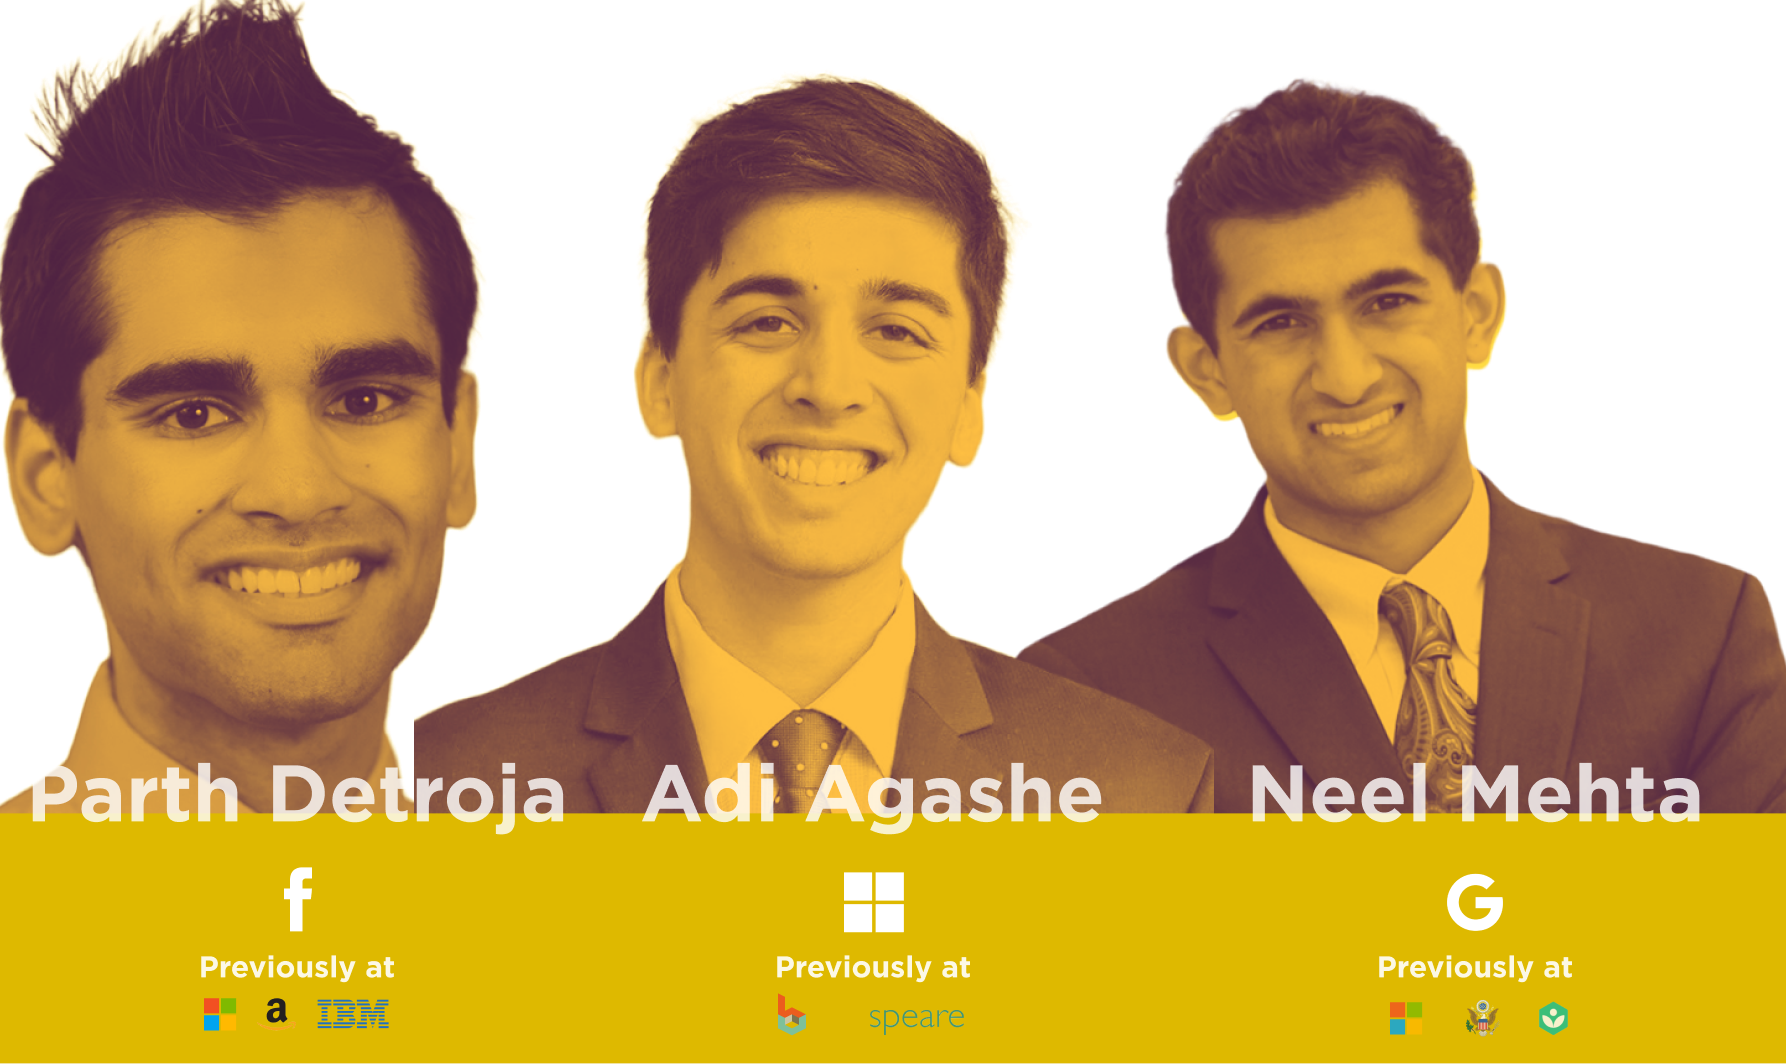 Parth Detroja
Adi Agashe
Neel Mehta
f
G
Previously at
Previously at
Previously at
a
IBM
b
speare